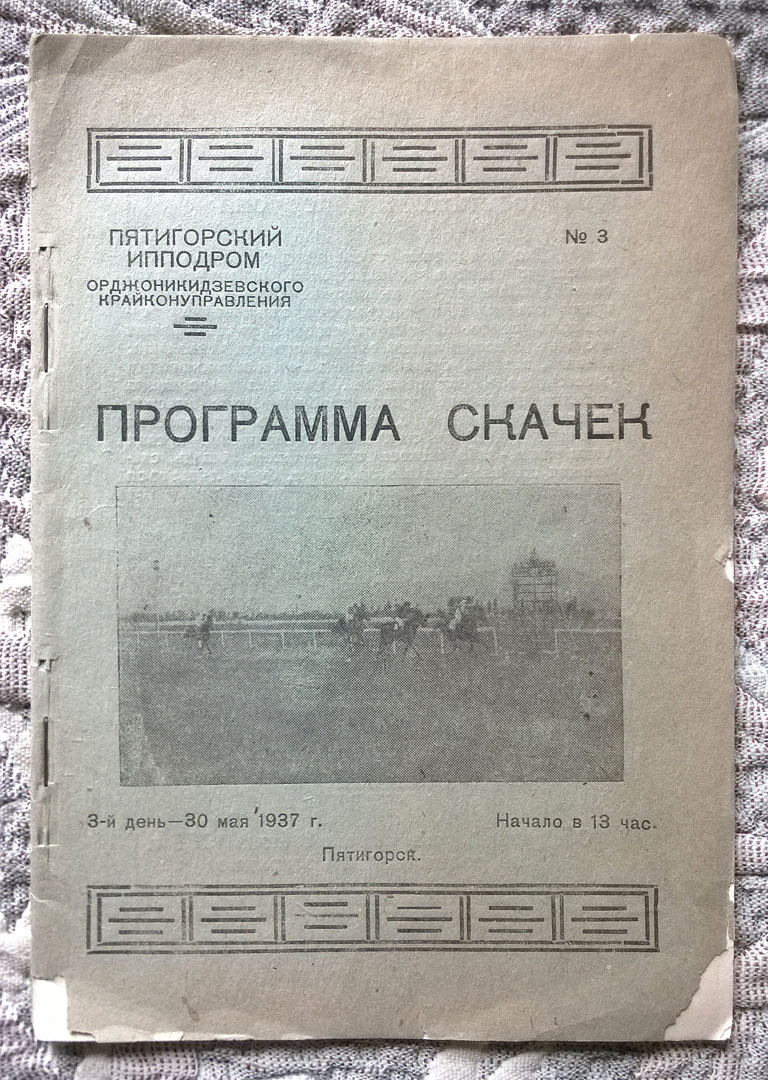 ПЯТИГОРСКИЙ
ИППОДРОМ
ОРДЖОНИКИДЗЕВСКОГО
КРАЙКОНУПРАВЛЕНИЯ
№ 3
ПРОГРАММА СКАЧЕК
3-й день—30 мая 1937 г.
Начало в 13 час.
Пятигорск.